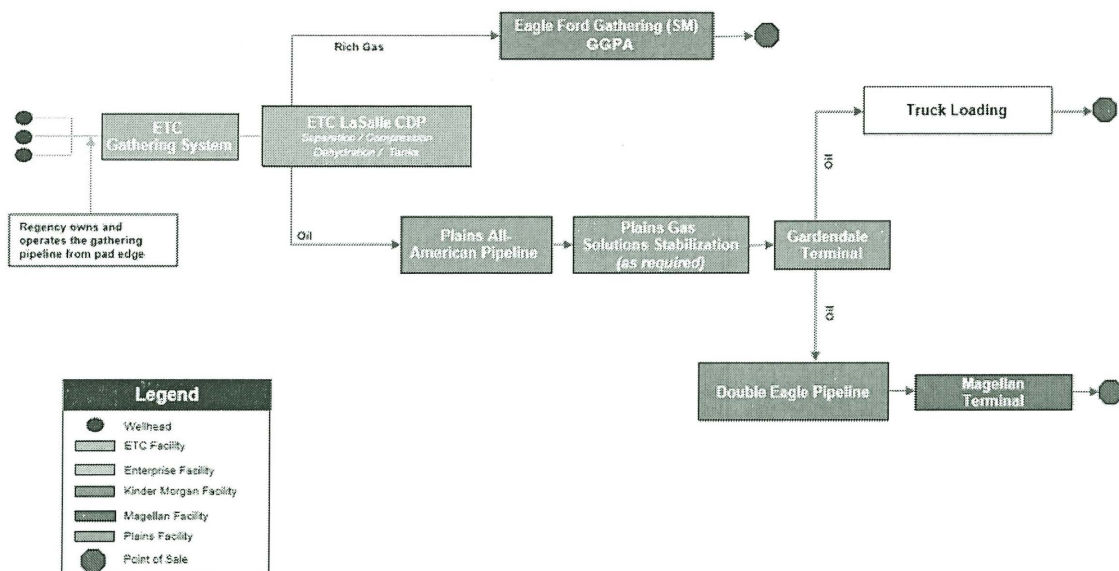 Eagle Ford Gathering (SM)
GGPA
Rich Gas
Truck Loading
ETC
Gathering System
ETC LaSalle CDP
Separation / Compression
Dehydration / Tanks
Oil
Regency owns and
operates the gathering
pipeline from pad edge
Oil
Plains All-
American Pipeline
Plains Gas
Solutions Stabilization
(as required)
Gardendale
Terminal
Oil
Double Eagle Pipeline
Magellan
Terminal
Legend
Wellhead
ETC Facility
Enterprise Facility
Kinder Morgan Facility
Magellan Facility
Plains Facility
Point of Sale